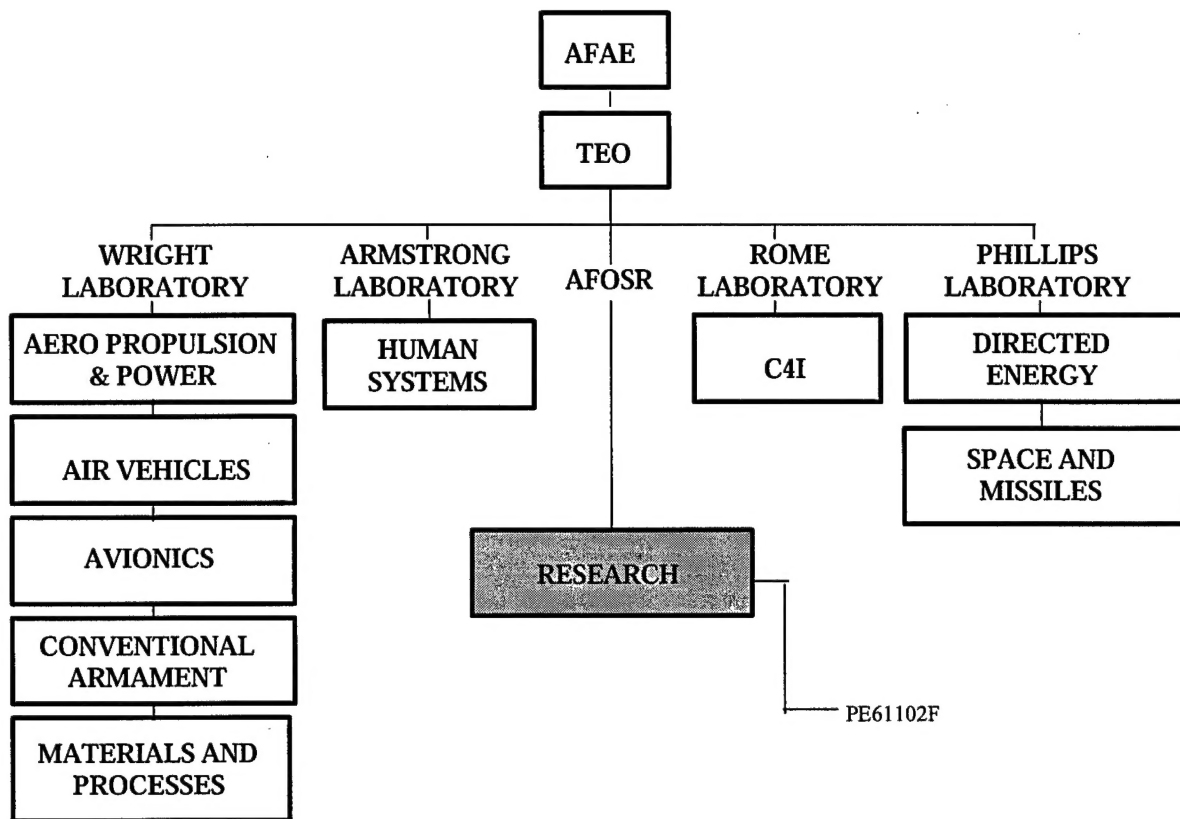 AFAE
TEO
WRIGHT
LABORATORY
AERO PROPULSION
& POWER
AIR VEHICLES
AVIONICS
CONVENTIONAL
ARMAMENT
MATERIALS AND
PROCESSES
ARMSTRONG
LABORATORY
HUMAN
SYSTEMS
AFOSR
RESEARCH
PE61102F
ROME
LABORATORY
C4I
PHILLIPS
LABORATORY
DIRECTED
ENERGY
SPACE AND
MISSILES